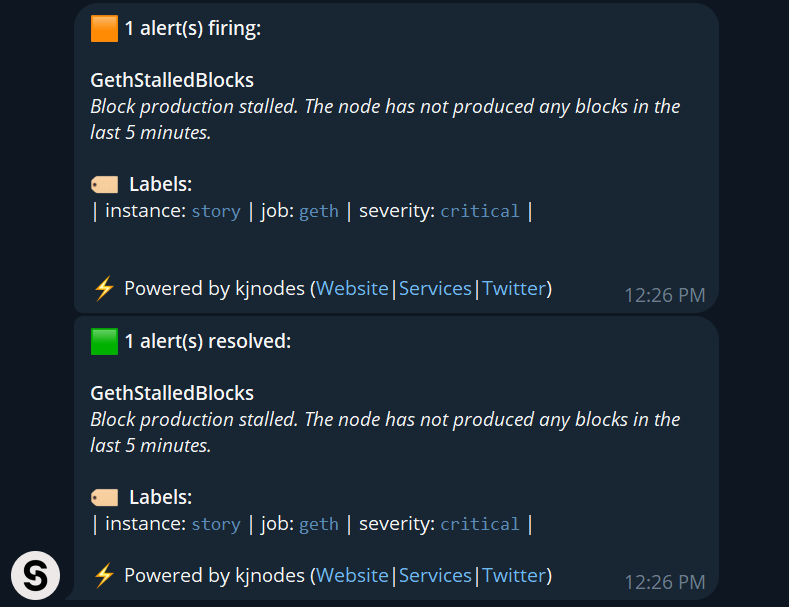 1 alert(s) firing:
GethStalledBlocks
Block production stalled. The node has not produced any blocks in the
last 5 minutes.
Labels:
| instance: story | job: geth | severity: critical |
⚡ Powered by kjnodes (Website|Services|Twitter)
12:26 PM
1 alert(s) resolved:
GethStalledBlocks
Block production stalled. The node has not produced any blocks in the
last 5 minutes.
Labels:
| instance: story | job: geth | severity: critical |
⚡ Powered by kjnodes (Website|Services|Twitter)
12:26 PM
S